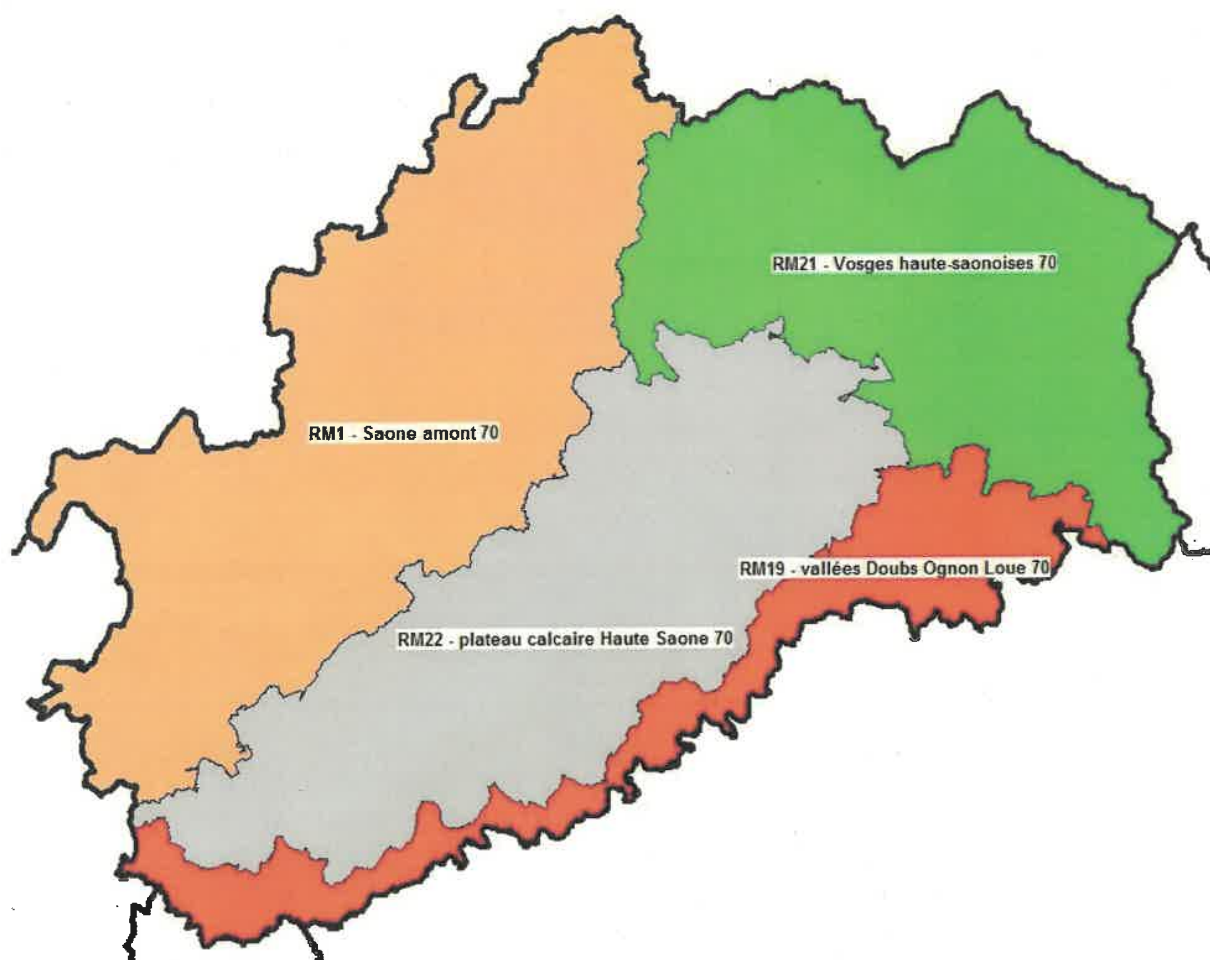 RM21 - Vosges haute-saonoises 70
RM1 - Saone amont 70
RM19 - vallées Doubs Ognon Loue 70
RM22 - plateau calcaire Haute Saone 70